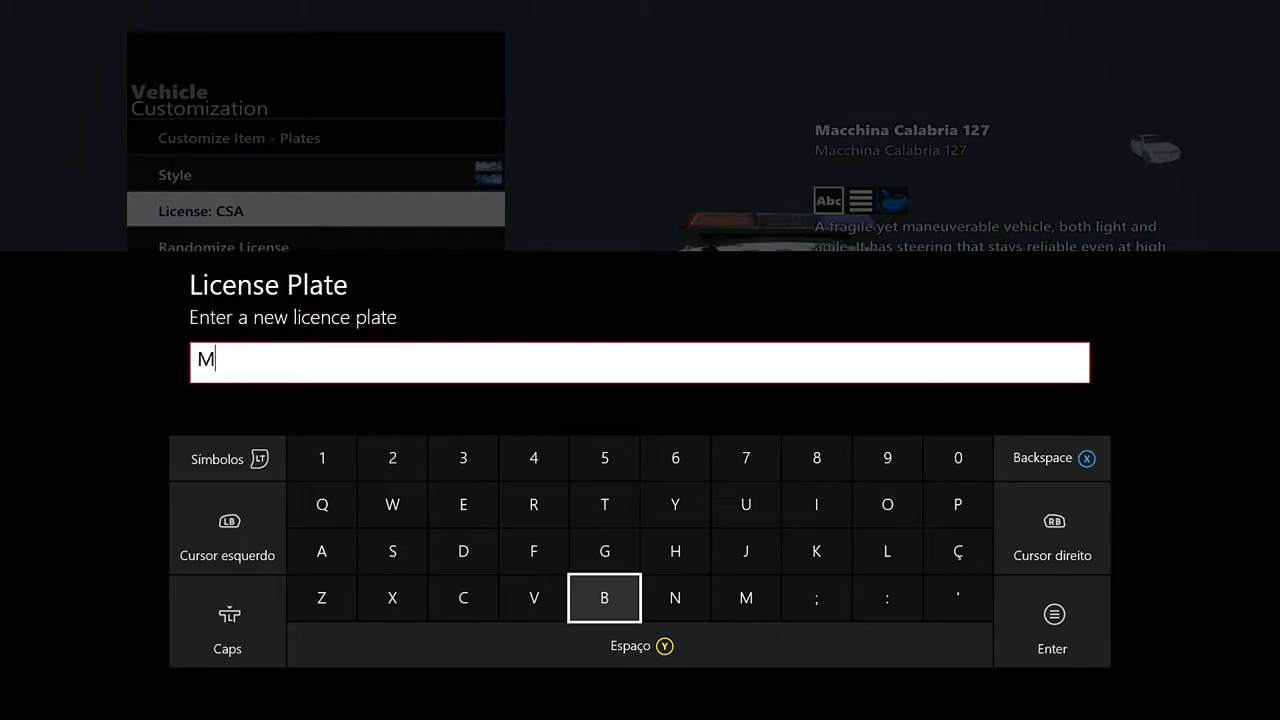 Vehicle
Customization
Customize Item - Plates
Style
License: CSA
Randomize License
Macchina Calabria 127
Macchina Calabria 127
Abc
A fragile yet maneuverable vehicle, both light and
agile. It has steering that stays reliable even at high
License Plate
Enter a new licence plate
M
Símbolos LT 1 2 3 4 5 6 7 8 9 0 Backspace X
LB Q W E R T Y U I O P RB
Cursor esquerdo A S D F G H J K L Ç Cursor direito
Z X C V B N M ; : '
Caps Espaço Y Enter